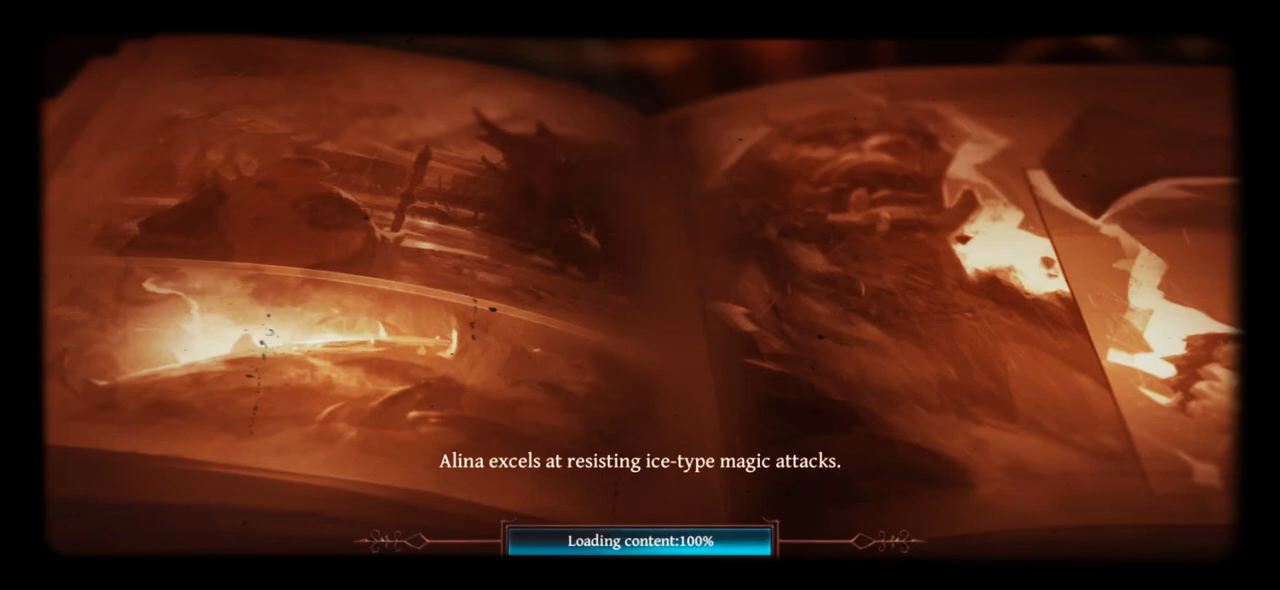 Alina excels at resisting ice-type magic attacks.
Loading content:100%